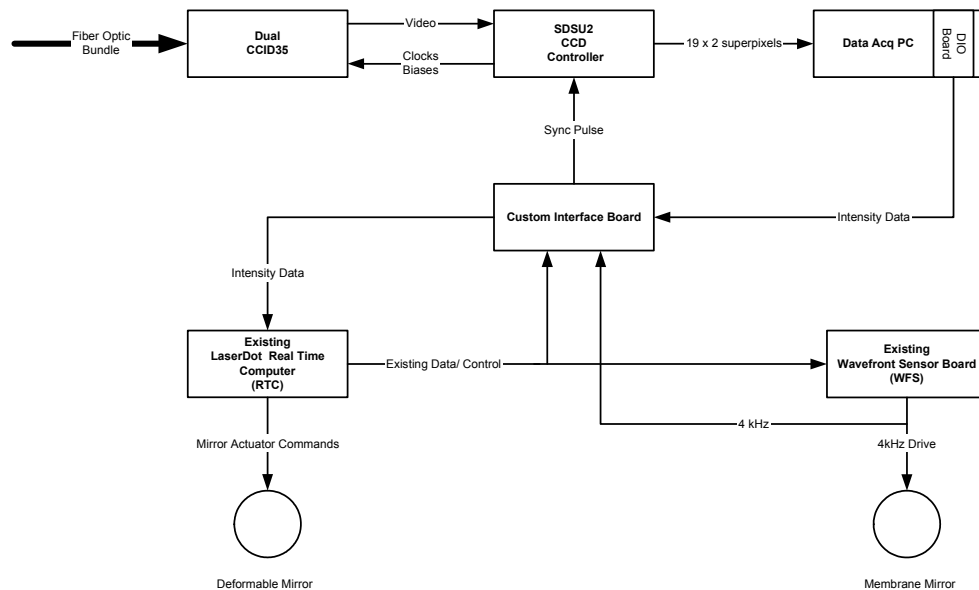 Fiber Optic
Bundle
Dual
CCID35
Video
Clocks
Biases
SDSU2
CCD
Controller
19 x 2 superpixels
Data Acq PC
DIO
Board
Sync Pulse
Custom Interface Board
Intensity Data
Intensity Data
Existing
LaserDot Real Time
Computer
(RTC)
Existing Data/ Control
Existing
Wavefront Sensor Board
(WFS)
4 kHz
Mirror Actuator Commands
4kHz Drive
Deformable Mirror
Membrane Mirror